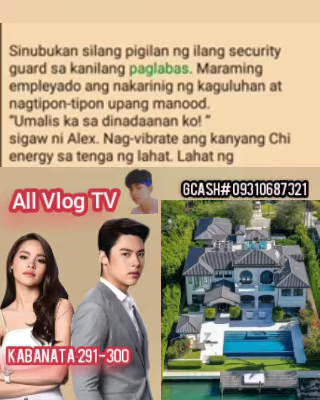 Sinubukan silang pigilan ng ilang security
guard sa kanilang paglabas. Maraming
empleyado ang nakarinig ng kaguluhan at
nagtipon-tipon upang manood.
“Umalis ka sa dinadaanan ko! ”
sigaw ni Alex. Nag-vibrate ang kanyang Chi
energy sa tenga ng lahat. Lahat ng
All Vlog TV
GCASH# 09310687321
KABANATA 291-300